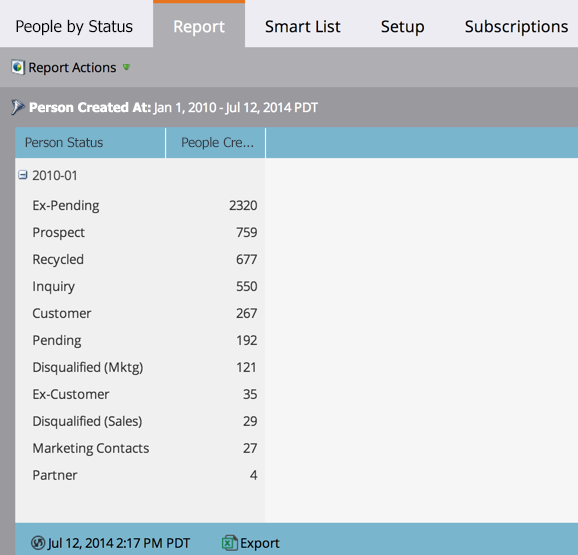 People by Status Report Smart List Setup Subscriptions
Report Actions
Person Created At: Jan 1, 2010 - Jul 12, 2014 PDT
Person Status People Cre...
2010-01
Ex-Pending 2320
Prospect 759
Recycled 677
Inquiry 550
Customer 267
Pending 192
Disqualified (Mktg) 121
Ex-Customer 35
Disqualified (Sales) 29
Marketing Contacts 27
Partner 4
Jul 12, 2014 2:17 PM PDT Export